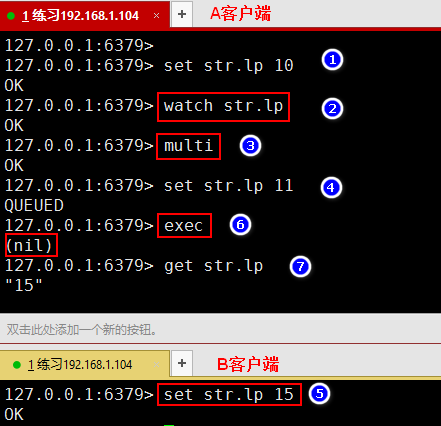 1 练习192.168.1.104 × + A客户端
127.0.0.1:6379>
127.0.0.1:6379> set str.lp 10 1
OK
127.0.0.1:6379> watch str.lp 2
OK
127.0.0.1:6379> multi 3
OK
127.0.0.1:6379> set str.lp 11 4
QUEUED
127.0.0.1:6379> exec 6
(nil)
127.0.0.1:6379> get str.lp 7
"15"
双击此处添加一个新的按钮。
1 练习192.168.1.104 × + B客户端
127.0.0.1:6379> set str.lp 15 5
OK